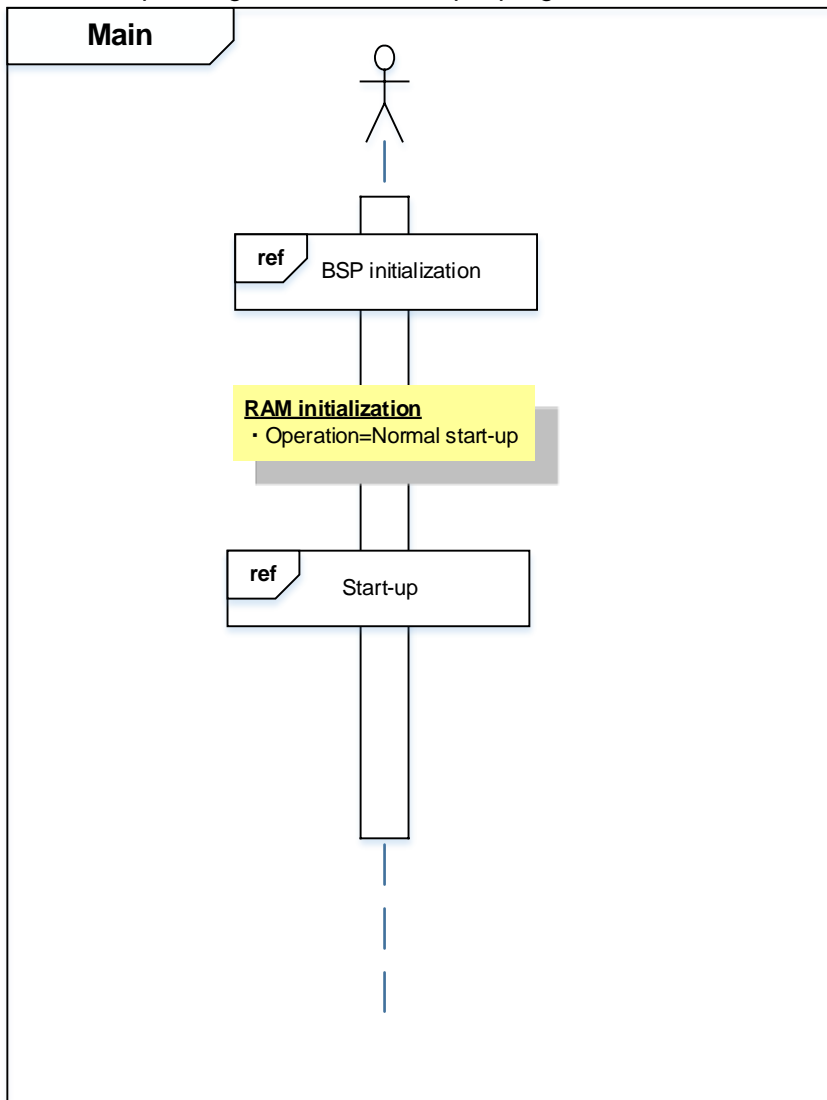 Main
ref
BSP initialization
RAM initialization
・Operation=Normal start-up
ref
Start-up